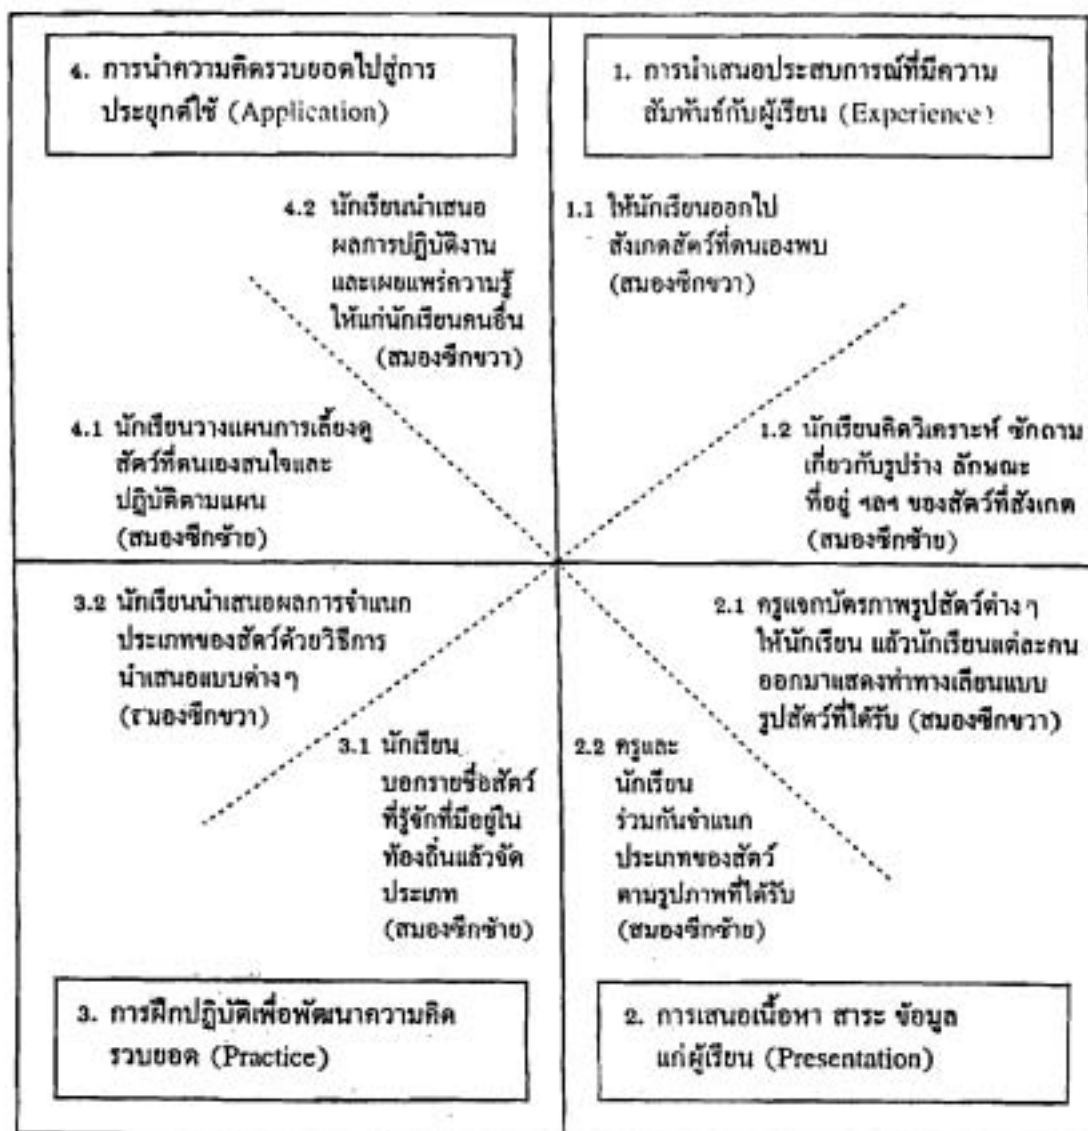 4. การนำความคิดรวบยอดไปสู่การ
ประยุกต์ใช้ (Application)
1. การนำเสนอประสบการณ์ที่มีความ
สัมพันธ์กับผู้เรียน (Experience)
4.2 นักเรียนนำเสนอ
ผลการปฏิบัติงาน
และเผยแพร่ความรู้
ให้แก่นักเรียนคนอื่น
(สมองซีกขวา)
1.1 ให้นักเรียนออกไป
สังเกตสัตว์ที่ตนเองพบ
(สมองซีกขวา)
4.1 นักเรียนวางแผนการเลี้ยงดู
สัตว์ที่ตนเองสนใจและ
ปฏิบัติตามแผน
(สมองซีกซ้าย)
1.2 นักเรียนคิดวิเคราะห์ ซักถาม
เกี่ยวกับรูปร่าง ลักษณะ
ที่อยู่ ฯลฯ ของสัตว์ที่สังเกต
(สมองซีกซ้าย)
3.2 นักเรียนนำเสนอผลการจำแนก
ประเภทของสัตว์ด้วยวิธีการ
นำเสนอแบบต่างๆ
(สมองซีกขวา)
3.1 นักเรียน
บอกรายชื่อสัตว์
ที่รู้จักที่มีอยู่ใน
ท้องถิ่นแล้วจัด
ประเภท
(สมองซีกซ้าย)
2.1 ครูแจกบัตรภาพรูปสัตว์ต่างๆ
ให้นักเรียน แล้วนักเรียนแต่ละคน
ออกมาแสดงท่าทางเลียนแบบ
รูปสัตว์ที่ได้รับ (สมองซีกขวา)
2.2 ครูและ
นักเรียน
ร่วมกันจำแนก
ประเภทของสัตว์
ตามรูปภาพที่ได้รับ
(สมองซีกซ้าย)
3. การฝึกปฏิบัติเพื่อพัฒนาความคิด
รวบยอด (Practice)
2. การเสนอเนื้อหา สาระ ข้อมูล
แก่ผู้เรียน (Presentation)